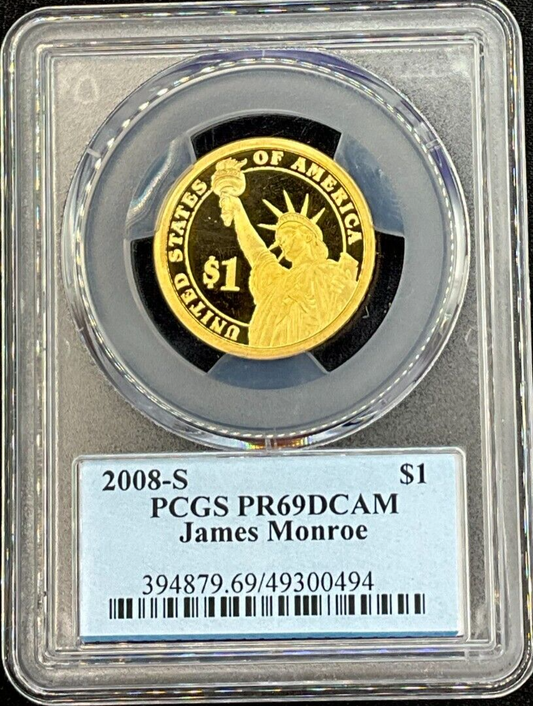 UNITED STATES OF AMERICA
$1
2008-S $1
PCGS PR69DCAM
James Monroe
394879.69/49300494